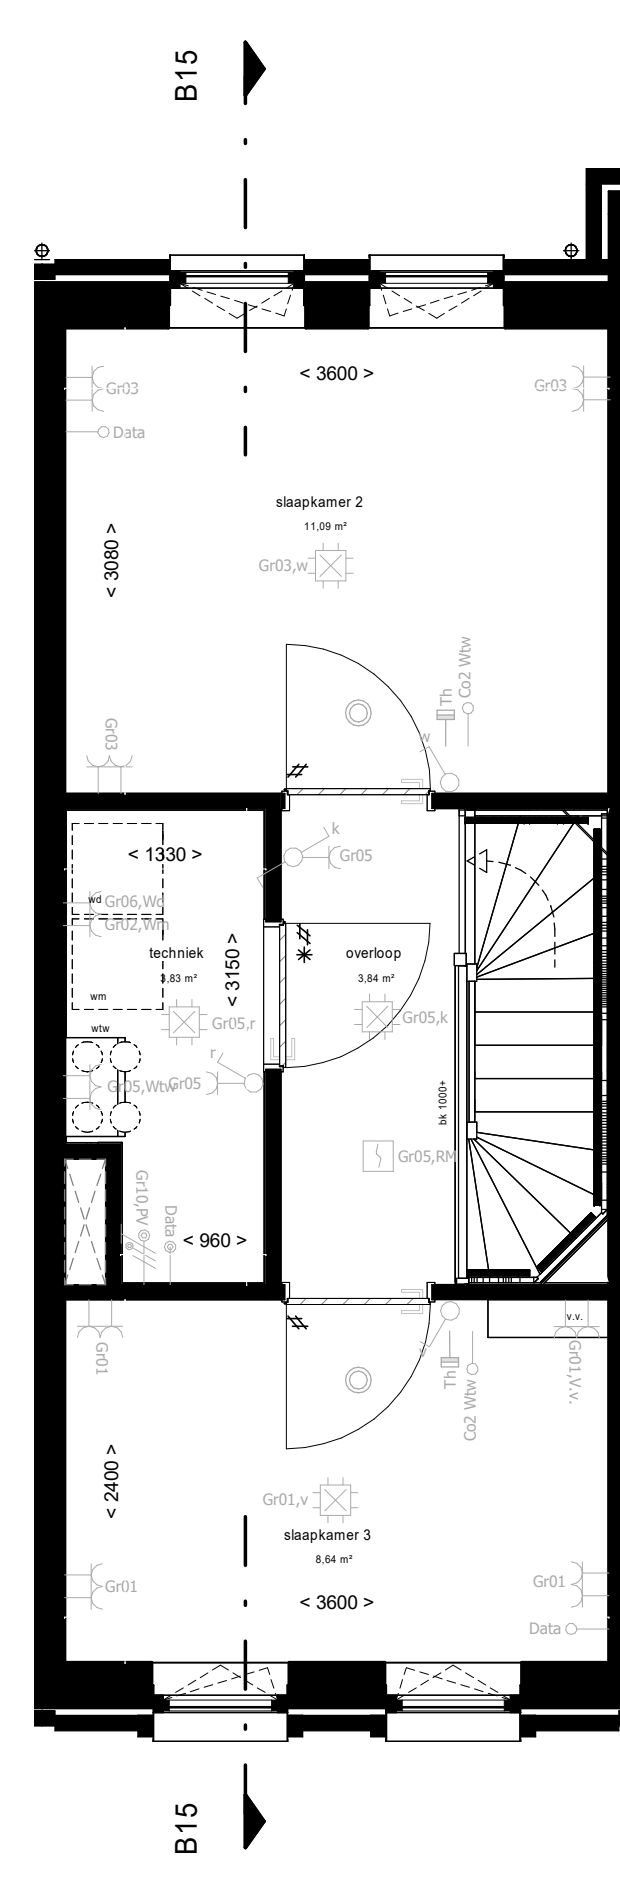 B15
< 3600 >
Gr03
Gr03
Data
slaapkamer 2
11,09 m²
< 3080 >
Gr03,w
Co2 Wtw
Th
Gr03
w
k
< 1330 >
Gr05
wd
Gr06,Wd
Gr02,Wm
techniek
3,83 m²
< 3150 >
overloop
3,84 m²
wm
wtw
Gr05,r
Gr05,k
r
Gr05,Wtw
Gr05
bk 1000+
Gr05,RM
Gr10,PV
Data
< 960 >
v.v.
Gr01
Th
Co2 Wtw
Gr01,V.v.
< 2400 >
Gr01,v
slaapkamer 3
8,64 m²
Gr01
Gr01
< 3600 >
Data
B15